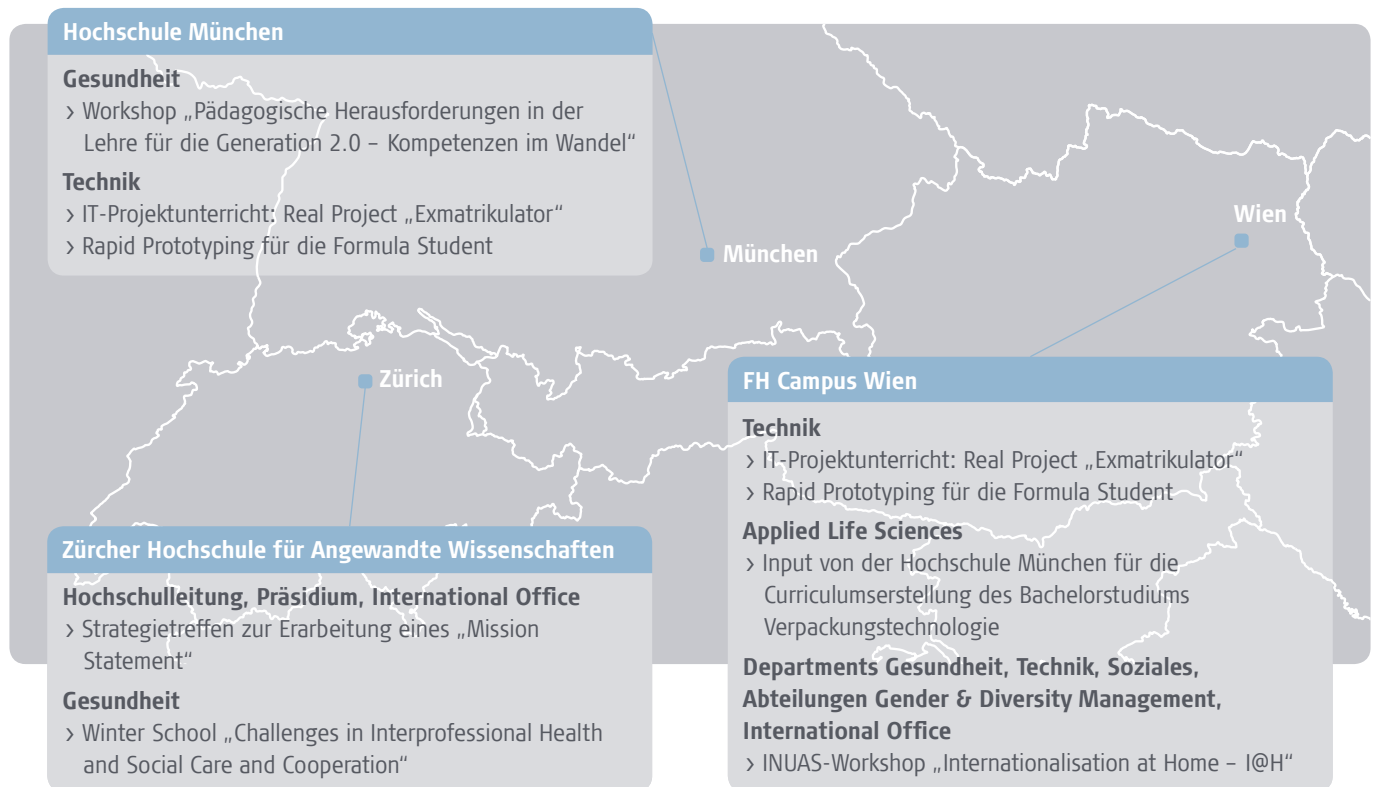 Hochschule München
Gesundheit
› Workshop „Pädagogische Herausforderungen in der
Lehre für die Generation 2.0 – Kompetenzen im Wandel“
Technik
› IT-Projektunterricht: Real Project „Exmatrikulator“
› Rapid Prototyping für die Formula Student
München
Wien
Zürich
Zürcher Hochschule für Angewandte Wissenschaften
Hochschulleitung, Präsidium, International Office
› Strategietreffen zur Erarbeitung eines „Mission
Statement“
Gesundheit
› Winter School „Challenges in Interprofessional Health
and Social Care and Cooperation“
FH Campus Wien
Technik
› IT-Projektunterricht: Real Project „Exmatrikulator“
› Rapid Prototyping für die Formula Student
Applied Life Sciences
› Input von der Hochschule München für die
Curriculumserstellung des Bachelorstudiums
Verpackungstechnologie
Departments Gesundheit, Technik, Soziales,
Abteilungen Gender & Diversity Management,
International Office
› INUAS-Workshop „Internationalisation at Home – I@H“